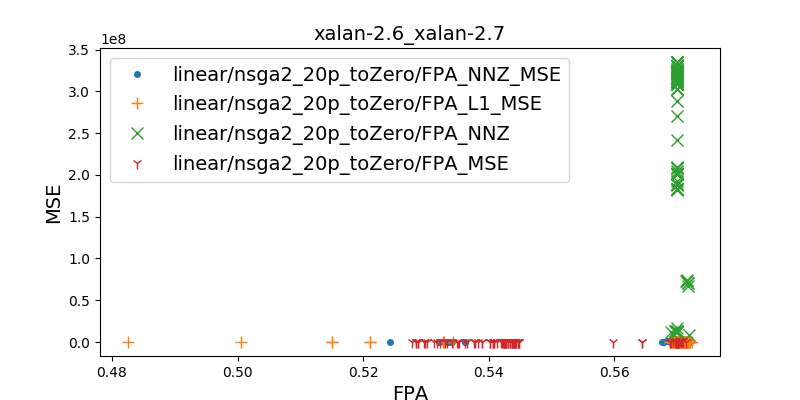 xalan-2.6_xalan-2.7
1e8
3.5
3.0
2.5
2.0
1.5
1.0
0.5
0.0
MSE
linear/nsga2_20p_toZero/FPA_NNZ_MSE
linear/nsga2_20p_toZero/FPA_L1_MSE
linear/nsga2_20p_toZero/FPA_NNZ
linear/nsga2_20p_toZero/FPA_MSE
0.48 0.50 0.52 0.54 0.56
FPA